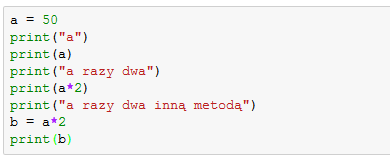 a = 50
print("a")
print(a)
print("a razy dwa")
print(a*2)
print("a razy dwa inną metodą")
b = a*2
print(b)